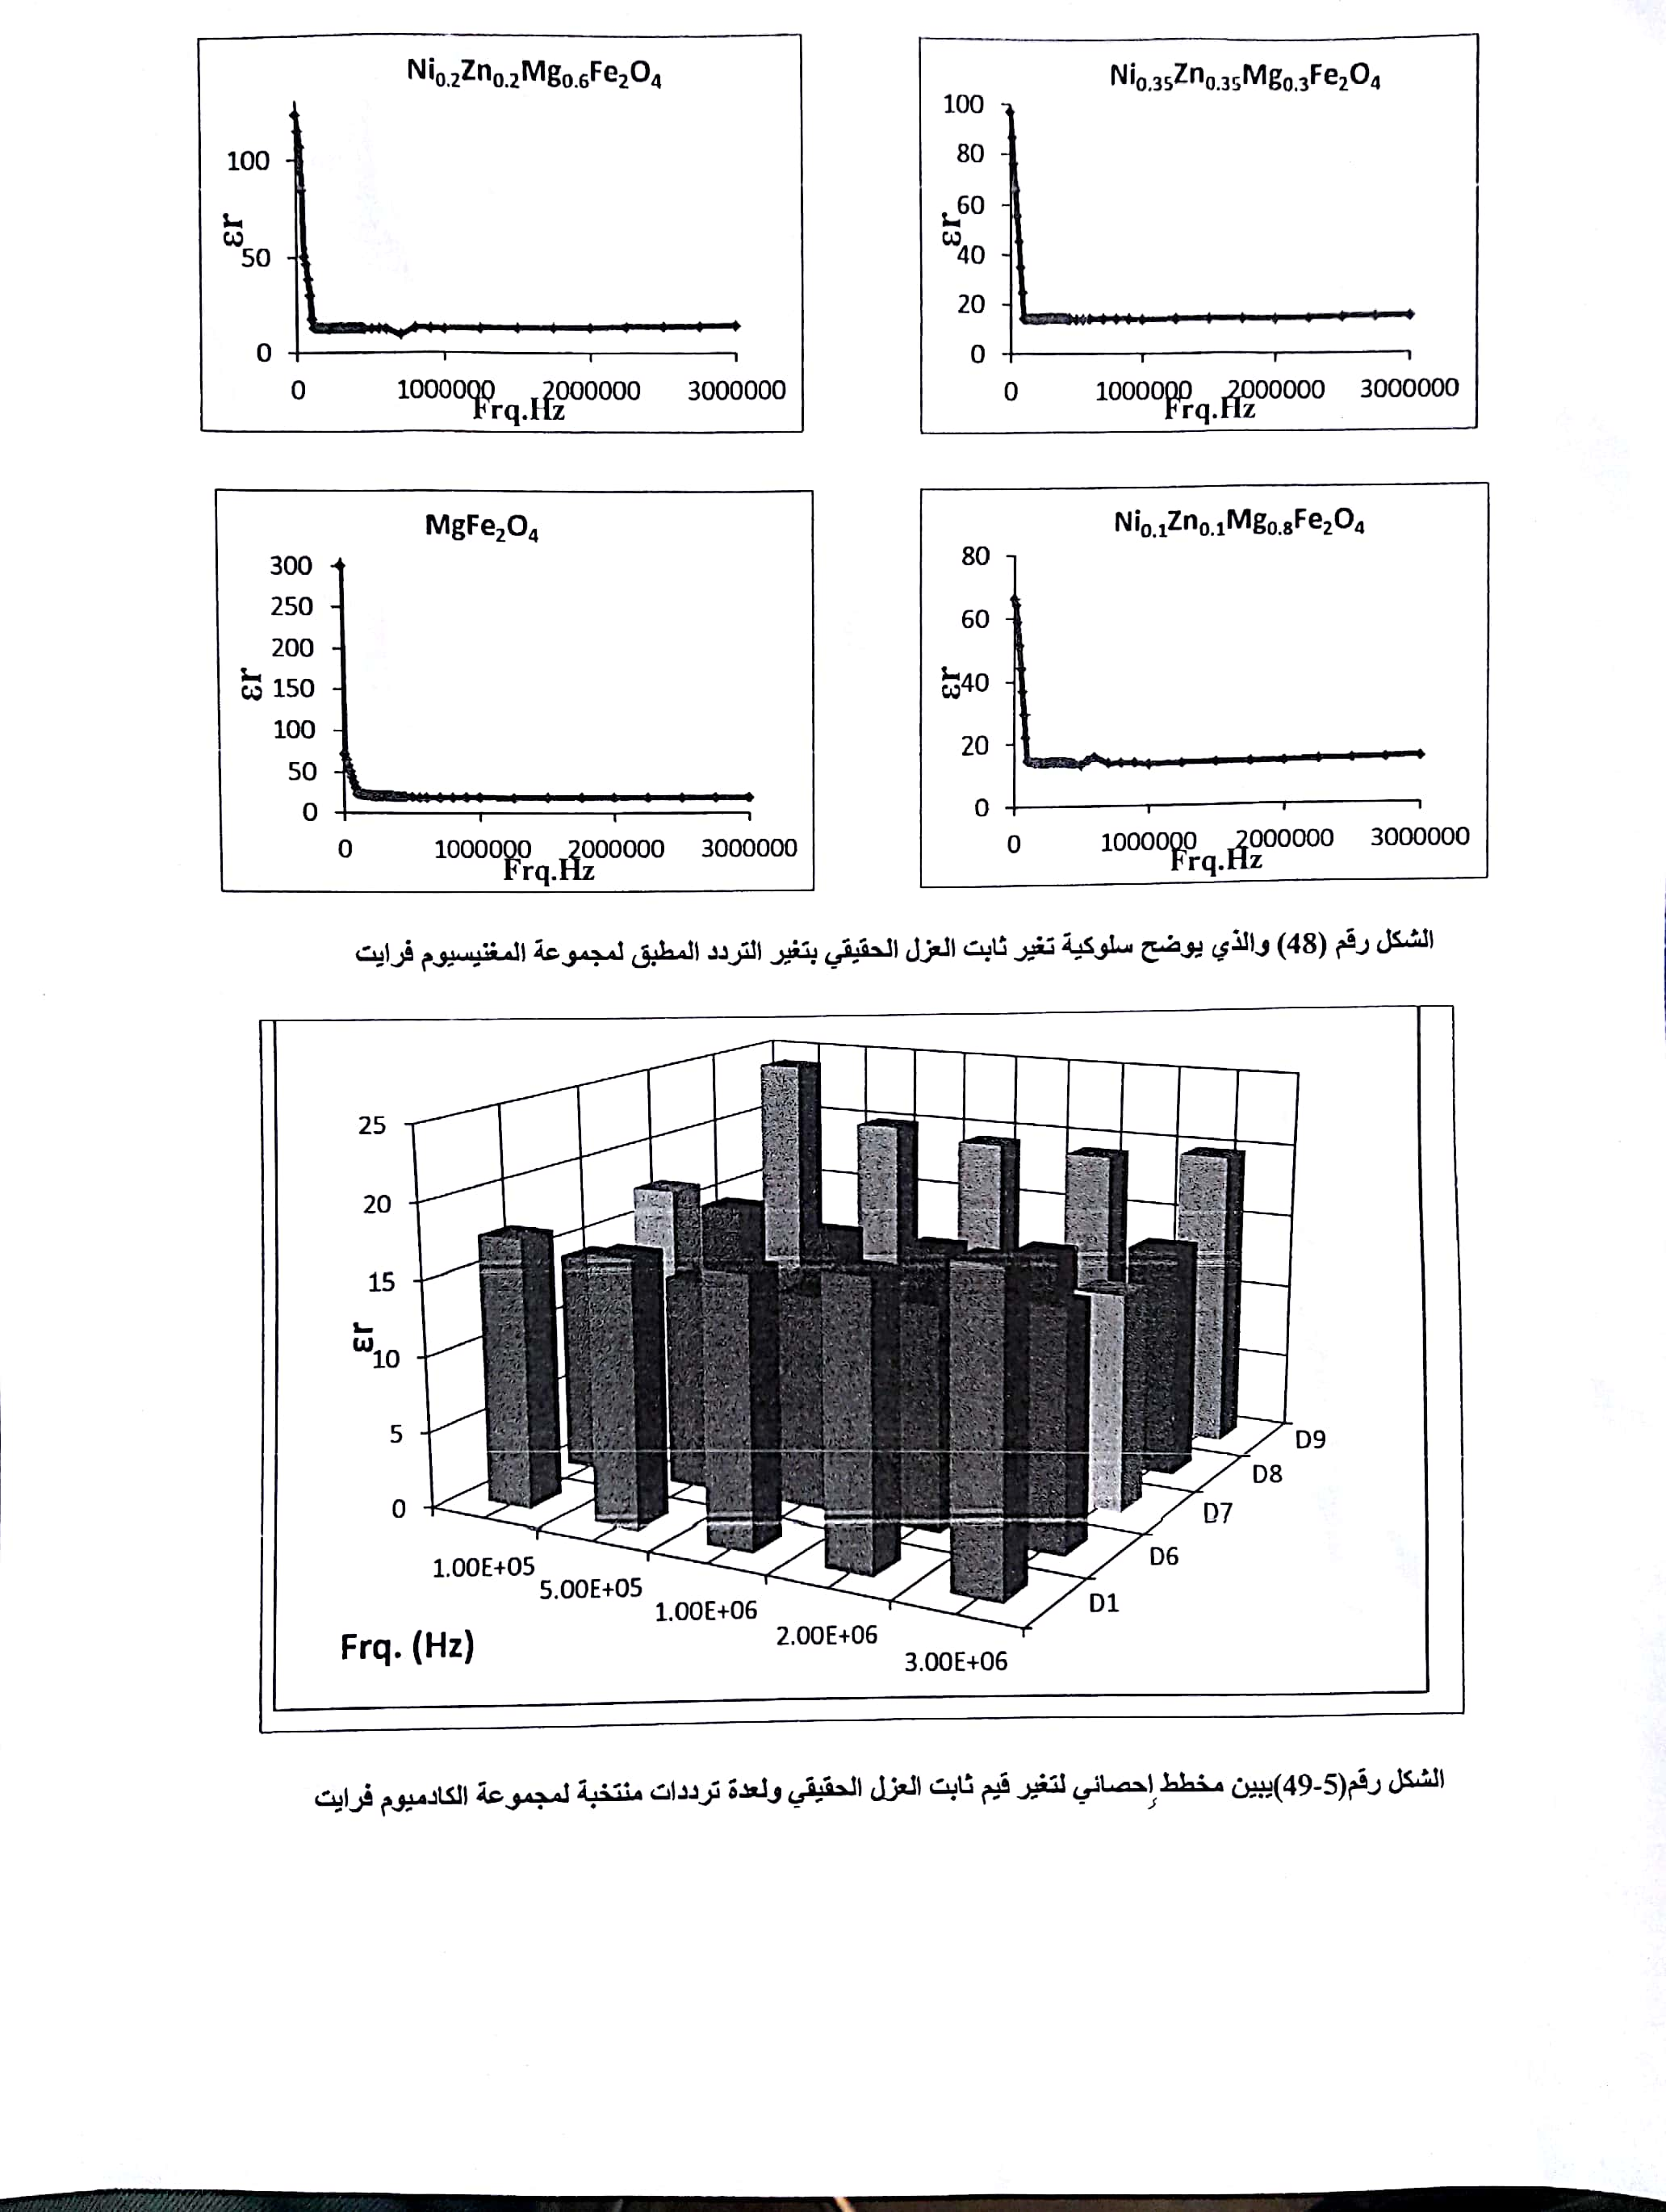 Ni0.2Zn0.2Mg0.6Fe2O4
100
50
0
εr
0 1000000 2000000 3000000
Frq.Hz
Ni0.35Zn0.35Mg0.3Fe2O4
100
80
60
40
20
0
εr
0 1000000 2000000 3000000
Frq.Hz
MgFe2O4
300
250
200
150
100
50
0
εr
0 1000000 2000000 3000000
Frq.Hz
Ni0.1Zn0.1Mg0.8Fe2O4
80
60
40
20
0
εr
0 1000000 2000000 3000000
Frq.Hz
الشكل رقم (48) والذي يوضح سلوكية تغير ثابت العزل الحقيقي بتغير التردد المطبق لمجموعة المغنيسيوم فرايت
25
20
15
10
5
0
εr
1.00E+05
5.00E+05
1.00E+06
2.00E+06
3.00E+06
Frq. (Hz)
D9
D8
D7
D6
D1
الشكل رقم(5-49)يبين مخطط إحصائي لتغير قيم ثابت العزل الحقيقي ولعدة ترددات منتخبة لمجموعة الكادميوم فرايت